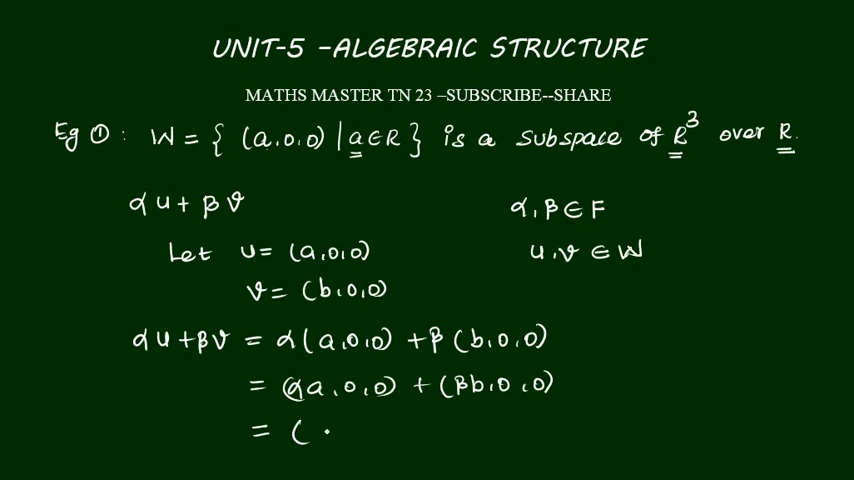 UNIT-5 –ALGEBRAIC STRUCTURE
MATHS MASTER TN 23 –SUBSCRIBE--SHARE
Eg ①: W = { (a,0,0) | a ∈ R } is a subspace of R³ over R.
αu + βv α, β ∈ F
Let u = (a,0,0) u,v ∈ W
v = (b,0,0)
αu + βv = α(a,0,0) + β(b,0,0)
= (αa,0,0) + (βb,0,0)
= (